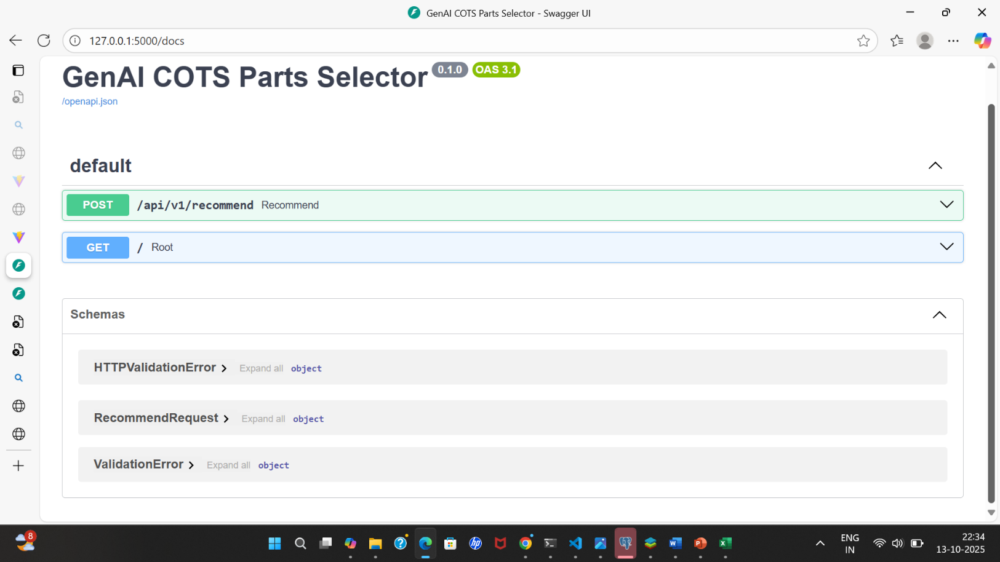 GenAI COTS Parts Selector - Swagger UI
127.0.0.1:5000/docs
GenAI COTS Parts Selector 0.1.0 OAS 3.1
/openapi.json
default
POST /api/v1/recommend Recommend
GET / Root
Schemas
HTTPValidationError Expand all object
RecommendRequest Expand all object
ValidationError Expand all object
8
ENG
IN
22:34
13-10-2025